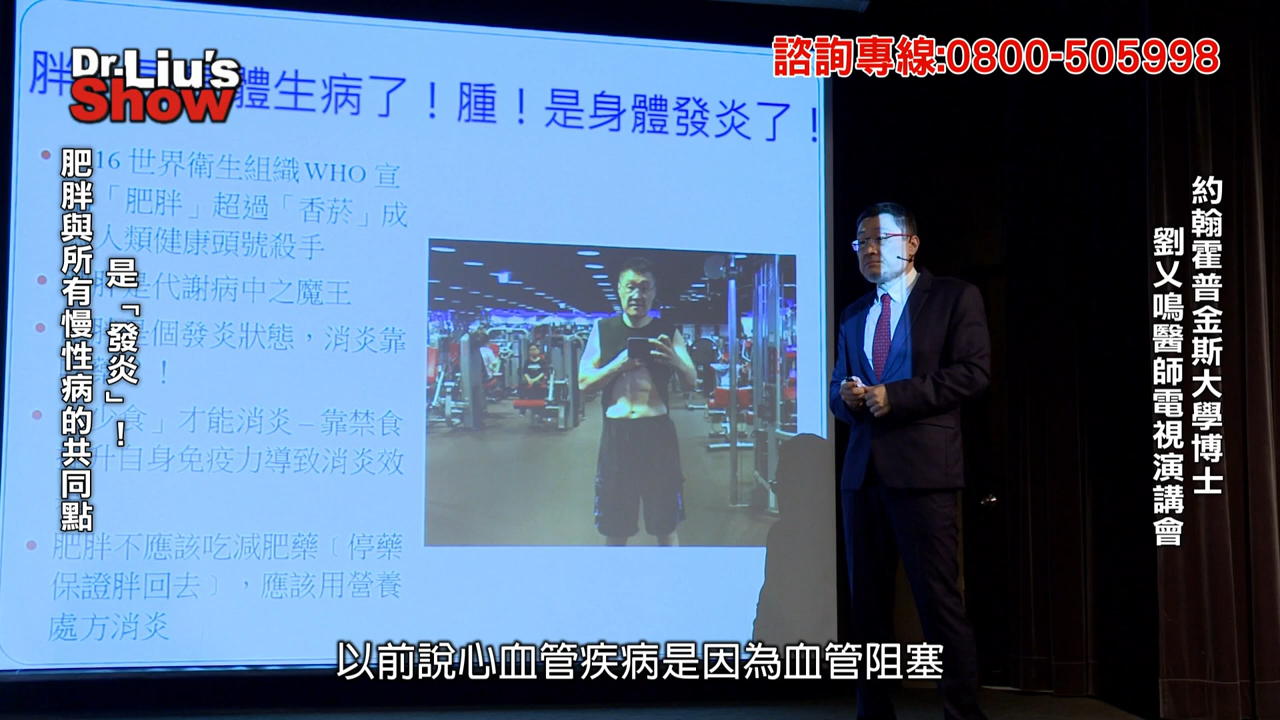 Dr.Liu's
Show
諮詢專線:0800-505998
胖
體生病了！腫！是身體發炎了！
16 世界衛生組織WHO 宣
「肥胖」超過「香菸」成
人類健康頭號殺手
胖是代謝病中之魔王
是個發炎狀態，消炎靠
！
少食」才能消炎–靠禁食
升自身免疫力導致消炎效
肥胖不應該吃減肥藥〔停藥
保證胖回去〕，應該用營養
處方消炎
肥胖與所有慢性病的共同點
是「發炎」！
約翰霍普金斯大學博士
劉乂鳴醫師電視演講會
以前說心血管疾病是因為血管阻塞